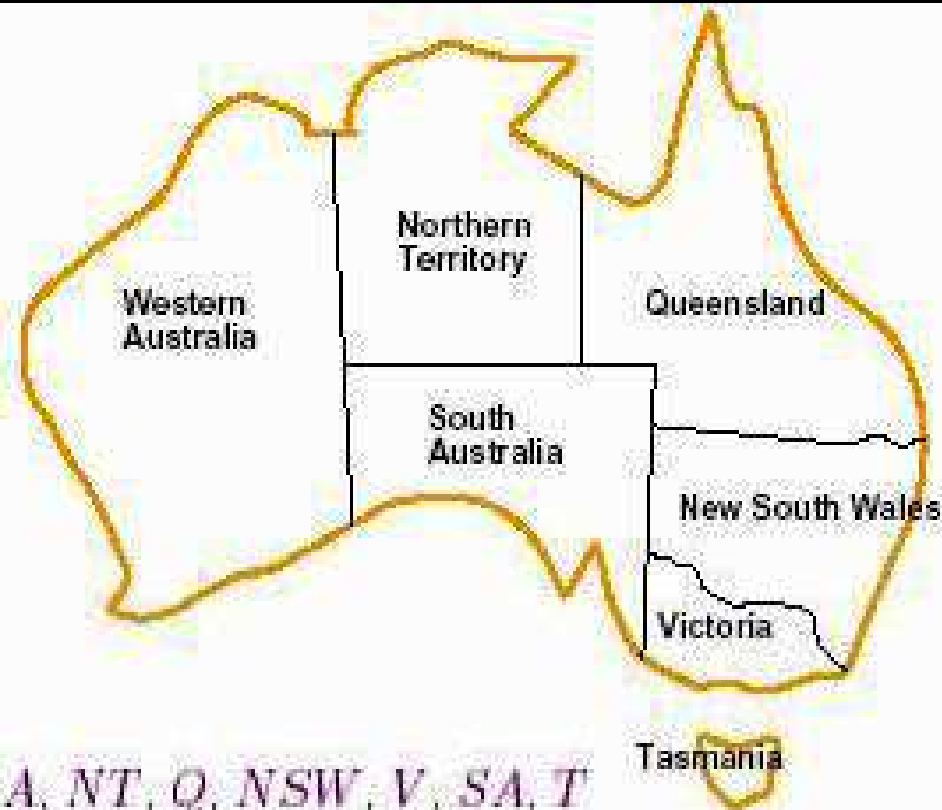 Northern
Territory
Western
Australia
Queensland
South
Australia
New South Wales
Victoria
Tasmania
A, NT, Q, NSW, V, SA, T